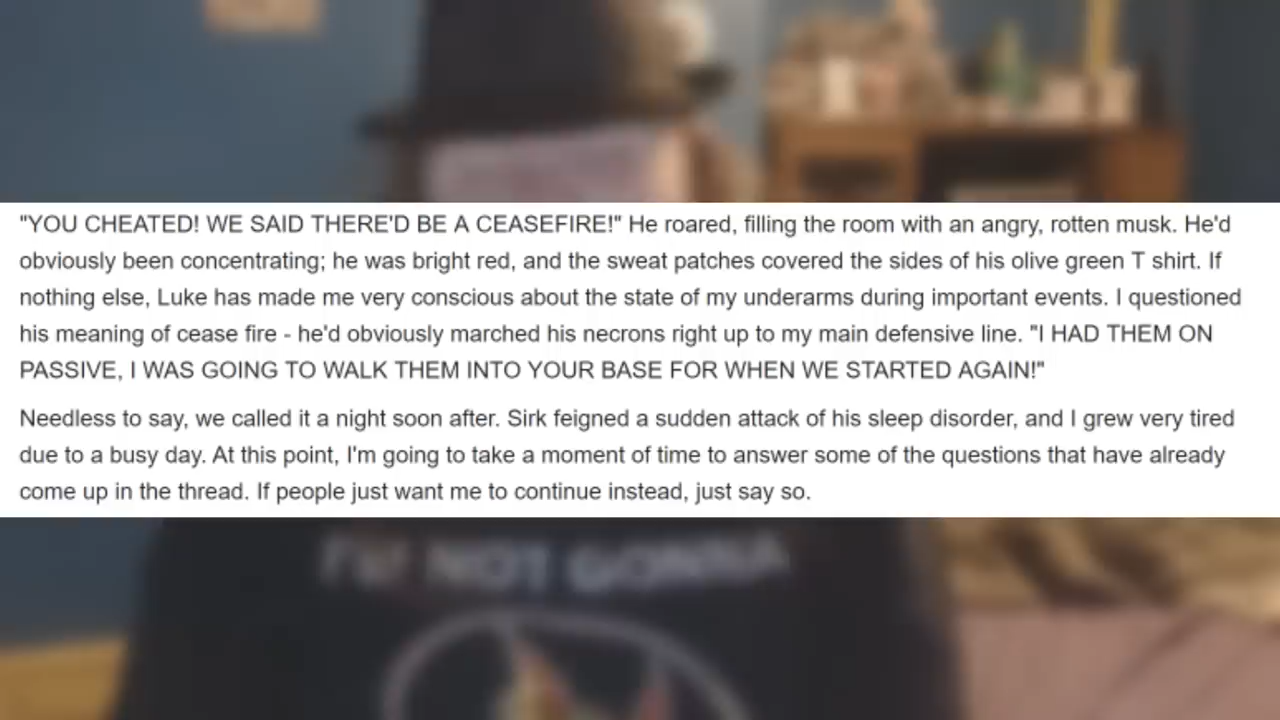 "YOU CHEATED! WE SAID THERE'D BE A CEASEFIRE!" He roared, filling the room with an angry, rotten musk. He'd
obviously been concentrating; he was bright red, and the sweat patches covered the sides of his olive green T shirt. If
nothing else, Luke has made me very conscious about the state of my underarms during important events. I questioned
his meaning of cease fire - he'd obviously marched his necrons right up to my main defensive line. "I HAD THEM ON
PASSIVE, I WAS GOING TO WALK THEM INTO YOUR BASE FOR WHEN WE STARTED AGAIN!"
Needless to say, we called it a night soon after. Sirk feigned a sudden attack of his sleep disorder, and I grew very tired
due to a busy day. At this point, I'm going to take a moment of time to answer some of the questions that have already
come up in the thread. If people just want me to continue instead, just say so.
I'M NOT GONNA